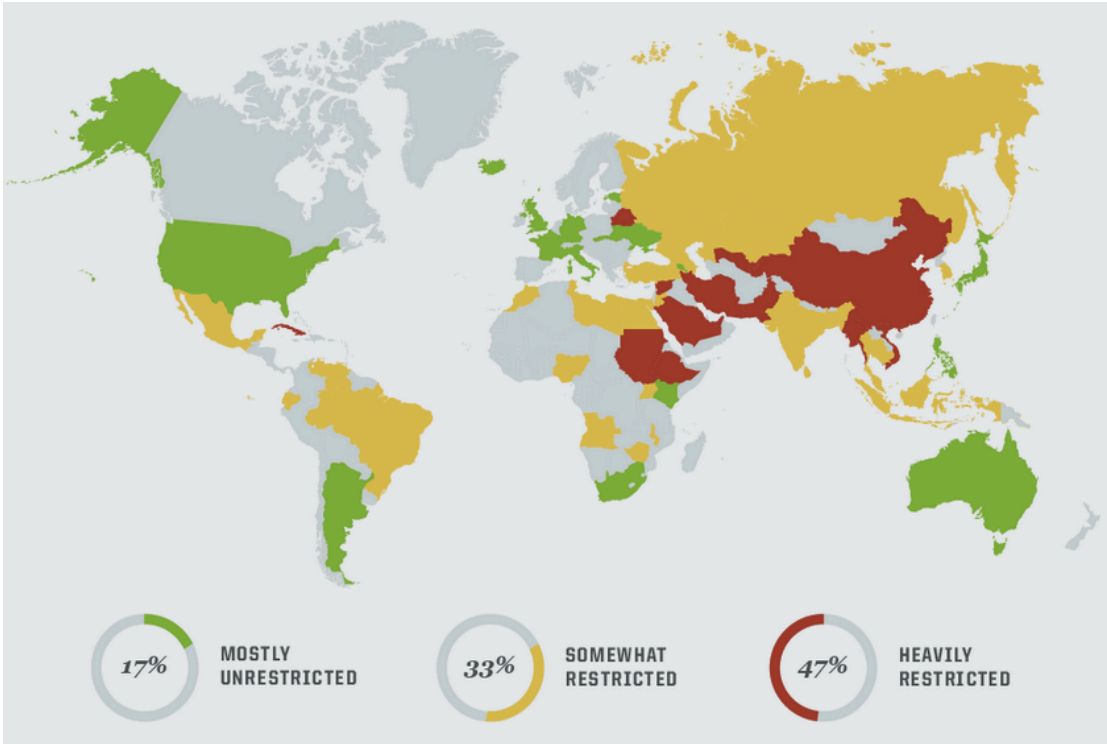 17%
MOSTLY
UNRESTRICTED
33%
SOMEWHAT
RESTRICTED
47%
HEAVILY
RESTRICTED